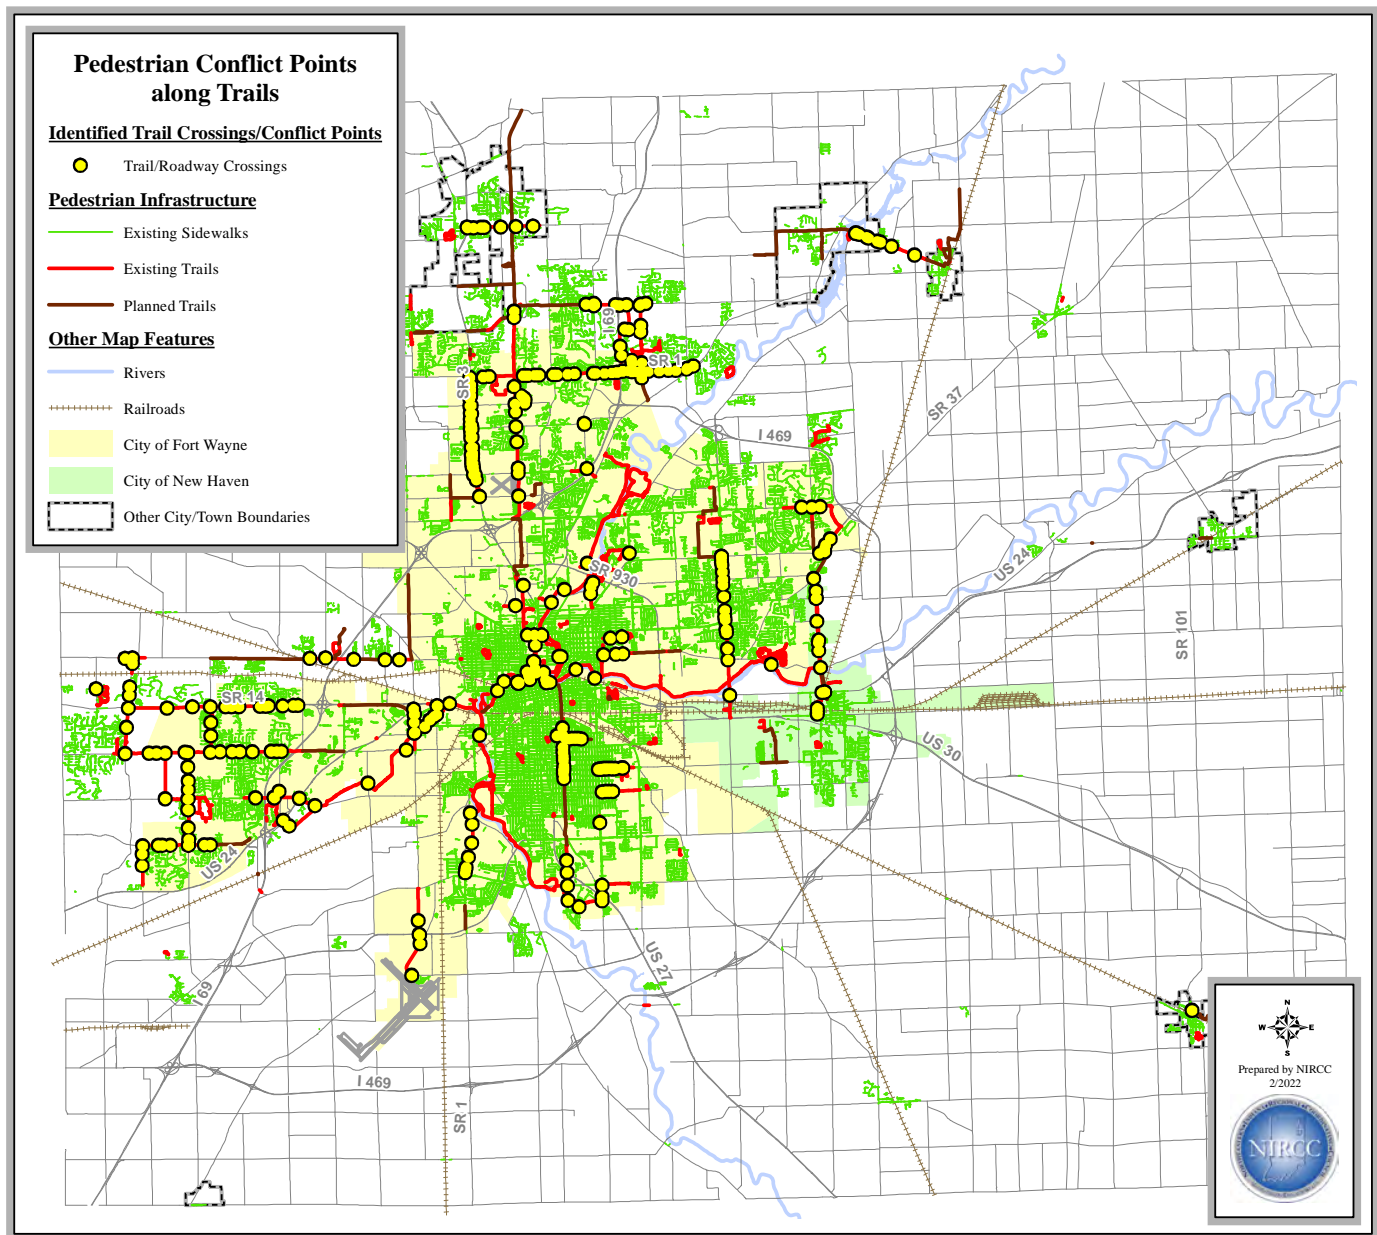 Pedestrian Conflict Points
along Trails
Identified Trail Crossings/Conflict Points
Trail/Roadway Crossings
Pedestrian Infrastructure
Existing Sidewalks
Existing Trails
Planned Trails
Other Map Features
Rivers
Railroads
City of Fort Wayne
City of New Haven
Other City/Town Boundaries
I 69
SR 1
SR 3
SR 37
I 469
SR 930
US 24
SR 101
SR 14
US 30
US 24
US 27
I 69
I 469
SR 1
N
W E
S
Prepared by NIRCC
2/2022
NIRCC